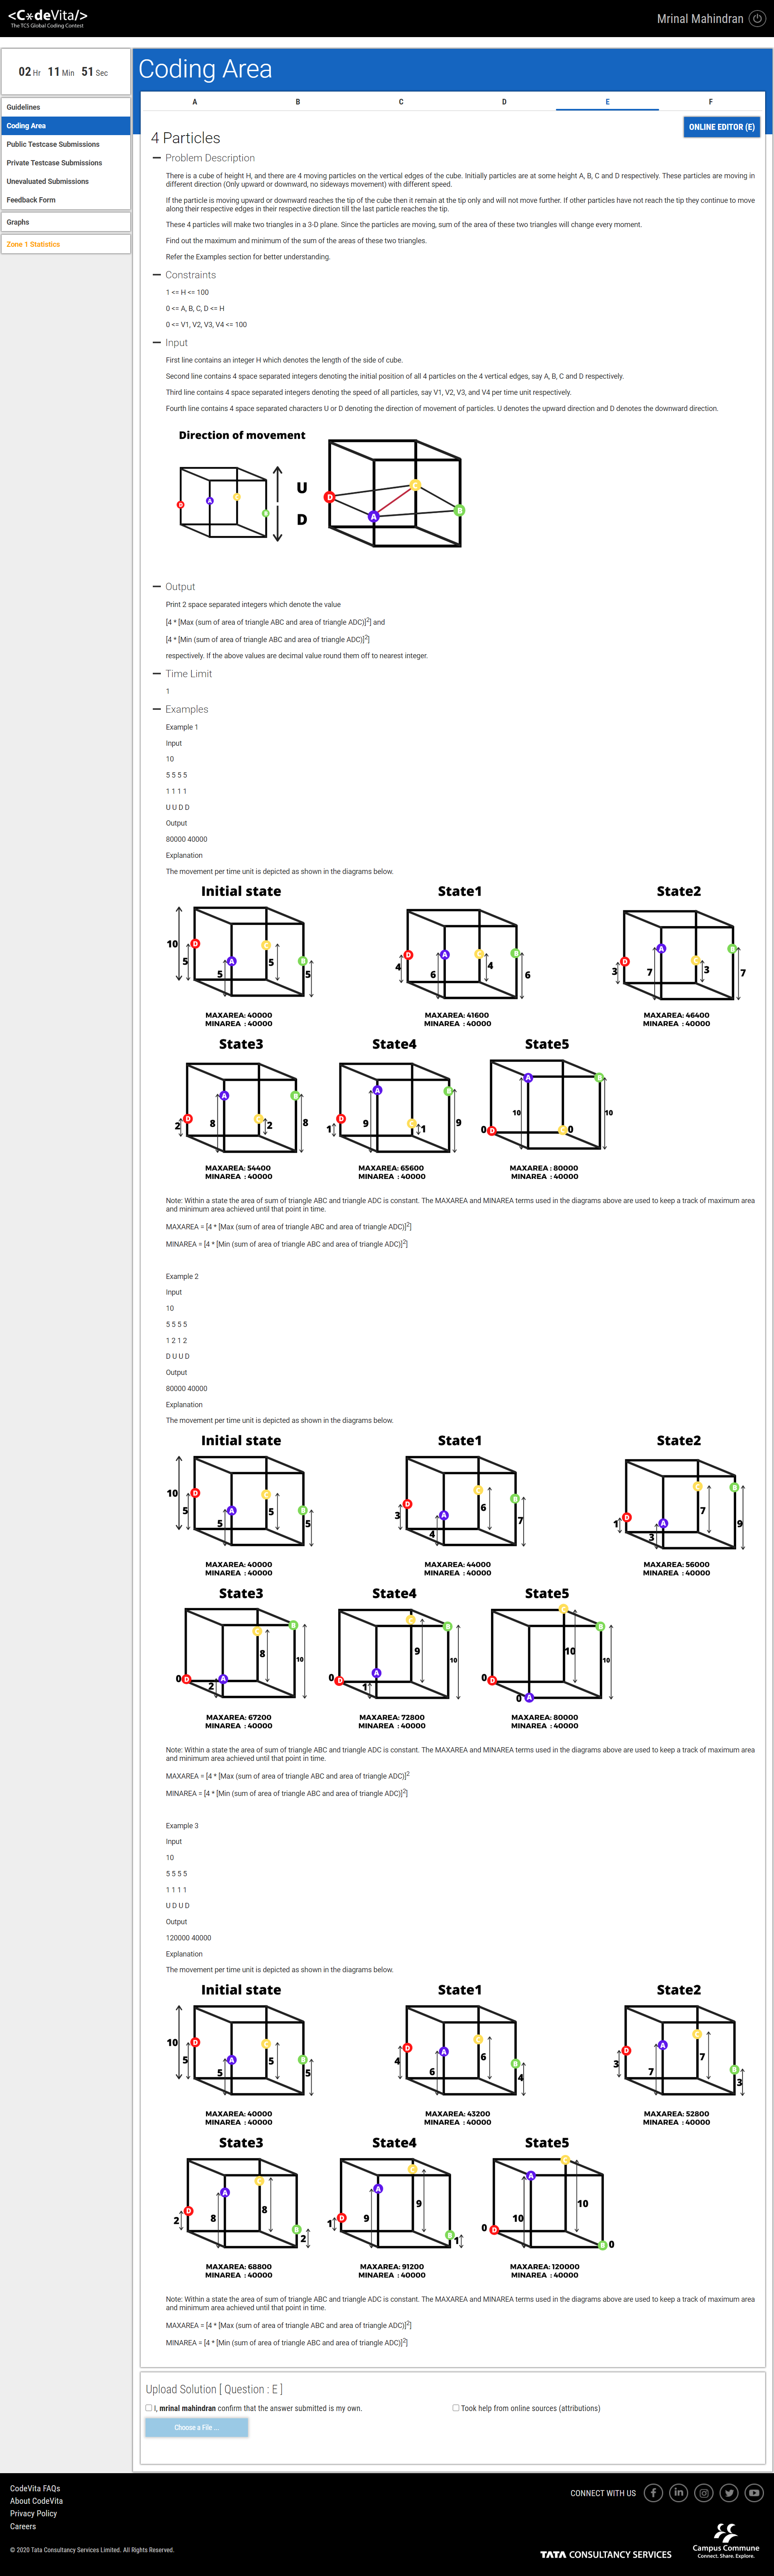 <C*deVita/>
The TCS Global Coding Contest
Mrinal Mahindran
02 Hr 11 Min 51 Sec
Guidelines
Coding Area
Public Testcase Submissions
Private Testcase Submissions
Unevaluated Submissions
Feedback Form
Graphs
Zone 1 Statistics
Coding Area
A B C D E F
ONLINE EDITOR (E)
4 Particles
Problem Description
There is a cube of height H, and there are 4 moving particles on the vertical edges of the cube. Initially particles are at some height A, B, C and D respectively. These particles are moving in
different direction (Only upward or downward, no sideways movement) with different speed.
If the particle is moving upward or downward reaches the tip of the cube then it remain at the tip only and will not move further. If other particles have not reach the tip they continue to move
along their respective edges in their respective direction till the last particle reaches the tip.
These 4 particles will make two triangles in a 3-D plane. Since the particles are moving, sum of the area of these two triangles will change every moment.
Find out the maximum and minimum of the sum of the areas of these two triangles.
Refer the Examples section for better understanding.
Constraints
1 <= H <= 100
0 <= A, B, C, D <= H
0 <= V1, V2, V3, V4 <= 100
Input
First line contains an integer H which denotes the length of the side of cube.
Second line contains 4 space separated integers denoting the initial position of all 4 particles on the 4 vertical edges, say A, B, C and D respectively.
Third line contains 4 space separated integers denoting the speed of all particles, say V1, V2, V3, and V4 per time unit respectively.
Fourth line contains 4 space separated characters U or D denoting the direction of movement of particles. U denotes the upward direction and D denotes the downward direction.
Direction of movement
D A C B U D
D A C B
Output
Print 2 space separated integers which denote the value
[4 * [Max (sum of area of triangle ABC and area of triangle ADC)]2] and
[4 * [Min (sum of area of triangle ABC and area of triangle ADC)]2]
respectively. If the above values are decimal value round them off to nearest integer.
Time Limit
1
Examples
Example 1
Input
10
5 5 5 5
1 1 1 1
U U D D
Output
80000 40000
Explanation
The movement per time unit is depicted as shown in the diagrams below.
Initial state State1 State2
10 D 5 A 5 C 5 B 5
D 4 A 6 C 4 B 6
D 3 A 7 C 3 B 7
MAXAREA: 40000 MAXAREA: 41600 MAXAREA: 46400
MINAREA : 40000 MINAREA : 40000 MINAREA : 40000
State3 State4 State5
D 2 A 8 C 2 B 8
D 1 A 9 C 1 B 9
D 0 A 10 C 0 B 10
MAXAREA: 54400 MAXAREA: 65600 MAXAREA : 80000
MINAREA : 40000 MINAREA : 40000 MINAREA : 40000
Note: Within a state the area of sum of triangle ABC and triangle ADC is constant. The MAXAREA and MINAREA terms used in the diagrams above are used to keep a track of maximum area
and minimum area achieved until that point in time.
MAXAREA = [4 * [Max (sum of area of triangle ABC and area of triangle ADC)]2]
MINAREA = [4 * [Min (sum of area of triangle ABC and area of triangle ADC)]2]
Example 2
Input
10
5 5 5 5
1 2 1 2
D U U D
Output
80000 40000
Explanation
The movement per time unit is depicted as shown in the diagrams below.
Initial state State1 State2
10 D 5 A 5 C 5 B 5
D 3 A 4 C 6 B 7
D 1 A 3 C 7 B 9
MAXAREA: 40000 MAXAREA: 44000 MAXAREA: 56000
MINAREA : 40000 MINAREA : 40000 MINAREA : 40000
State3 State4 State5
0 D A 2 C 8 B 10
0 D A 1 C 9 B 10
0 D 0 A C 10 B 10
MAXAREA: 67200 MAXAREA: 72800 MAXAREA: 80000
MINAREA : 40000 MINAREA : 40000 MINAREA : 40000
Note: Within a state the area of sum of triangle ABC and triangle ADC is constant. The MAXAREA and MINAREA terms used in the diagrams above are used to keep a track of maximum area
and minimum area achieved until that point in time.
MAXAREA = [4 * [Max (sum of area of triangle ABC and area of triangle ADC)]2
MINAREA = [4 * [Min (sum of area of triangle ABC and area of triangle ADC)]2]
Example 3
Input
10
5 5 5 5
1 1 1 1
U D U D
Output
120000 40000
Explanation
The movement per time unit is depicted as shown in the diagrams below.
Initial state State1 State2
10 D 5 A 5 C 5 B 5
D 4 A 6 C 6 B 4
D 3 A 7 C 7 B 3
MAXAREA: 40000 MAXAREA: 43200 MAXAREA: 52800
MINAREA : 40000 MINAREA : 40000 MINAREA : 40000
State3 State4 State5
D 2 A 8 C 8 B 2
D 1 A 9 C 9 B 1
0 D A 10 C 10 B 0
MAXAREA: 68800 MAXAREA: 91200 MAXAREA: 120000
MINAREA : 40000 MINAREA : 40000 MINAREA : 40000
Note: Within a state the area of sum of triangle ABC and triangle ADC is constant. The MAXAREA and MINAREA terms used in the diagrams above are used to keep a track of maximum area
and minimum area achieved until that point in time.
MAXAREA = [4 * [Max (sum of area of triangle ABC and area of triangle ADC)]2]
MINAREA = [4 * [Min (sum of area of triangle ABC and area of triangle ADC)]2]
Upload Solution [ Question : E ]
I, mrinal mahindran confirm that the answer submitted is my own.
Took help from online sources (attributions)
Choose a File ...
CodeVita FAQs
About CodeVita
Privacy Policy
Careers
© 2020 Tata Consultancy Services Limited. All Rights Reserved.
CONNECT WITH US
TATA CONSULTANCY SERVICES
Campus Commune
Connect. Share. Explore.